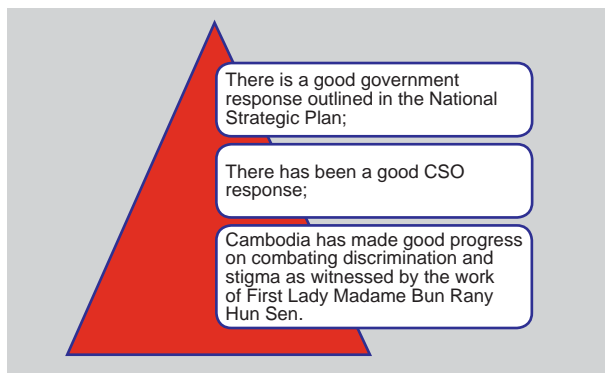 There is a good government
response outlined in the National
Strategic Plan;
There has been a good CSO
response;
Cambodia has made good progress
on combating discrimination and
stigma as witnessed by the work
of First Lady Madame Bun Rany
Hun Sen.